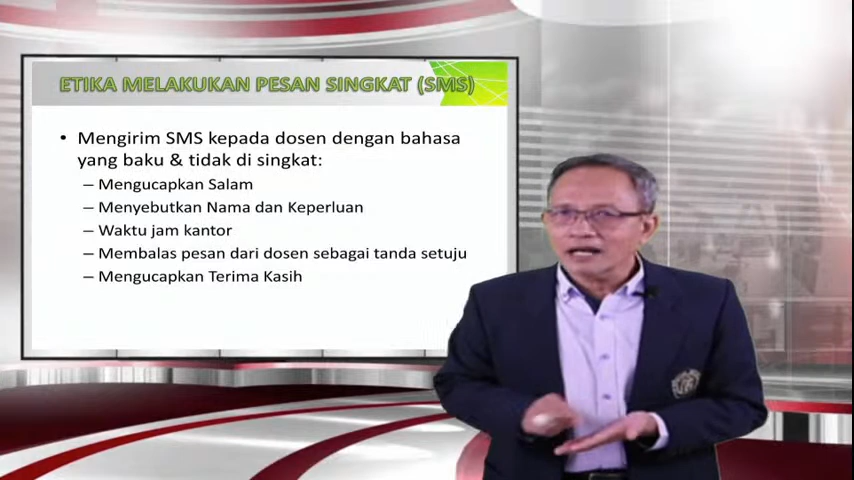 ETIKA MELAKUKAN PESAN SINGKAT (SMS)
• Mengirim SMS kepada dosen dengan bahasa
yang baku & tidak di singkat:
– Mengucapkan Salam
– Menyebutkan Nama dan Keperluan
– Waktu jam kantor
– Membalas pesan dari dosen sebagai tanda setuju
– Mengucapkan Terima Kasih